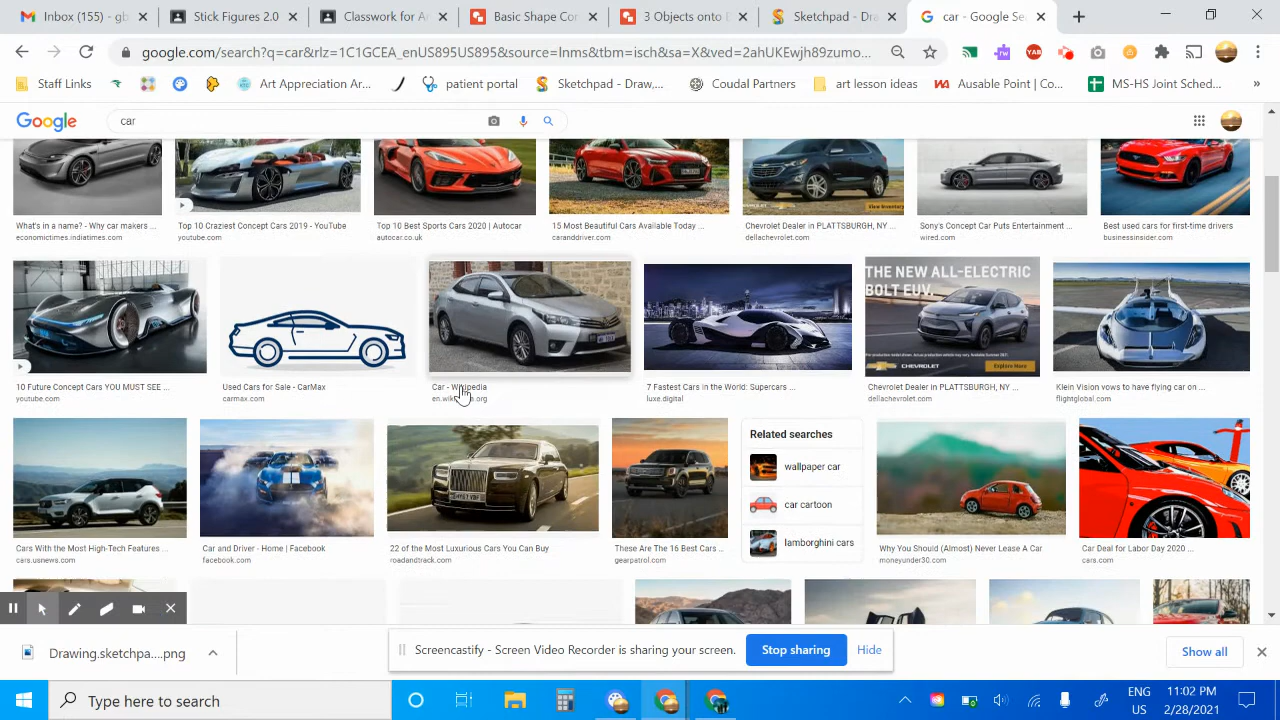 Inbox (155) - gb
Stick Figures 2.0
Classwork for A
Basic Shape Co
3 Objects onto
Sketchpad - Dra
car - Google Se
google.com/search?q=car&rlz=1C1GCEA_enUS895US895&source=lnms&tbm=isch&sa=X&ved=2ahUKEwjh89zumo...
Staff Links
Art Appreciation Ar...
patient portal
Sketchpad - Draw,...
Coudal Partners
art lesson ideas
Ausable Point | Co...
MS-HS Joint Sched...
»
Google
car
View Inventory
What's in a name? - Why car makers ...
economictimes.indiatimes.com
Top 10 Craziest Concept Cars 2019 - YouTube
youtube.com
Top 10 Best Sports Cars 2020 | Autocar
autocar.co.uk
15 Most Beautiful Cars Available Today ...
caranddriver.com
Chevrolet Dealer in PLATTSBURGH, NY ...
dellachevrolet.com
Sony's Concept Car Puts Entertainment ...
wired.com
Best used cars for first-time drivers
businessinsider.com
THE NEW ALL-ELECTRIC
BOLT EUV.
CHEVROLET
Explore More
10 Future Concept Cars YOU MUST SEE ...
youtube.com
Used Cars for Sale - CarMax
carmax.com
Car - Wikipedia
7 Fastest Cars in the World: Supercars ...
luxe.digital
Chevrolet Dealer in PLATTSBURGH, NY ...
dellachevrolet.com
Klein Vision vows to have flying car on ...
flightglobal.com
Related searches
wallpaper car
car cartoon
lamborghini cars
Cars With the Most High-Tech Features ...
cars.usnews.com
Car and Driver - Home | Facebook
facebook.com
22 of the Most Luxurious Cars You Can Buy
roadandtrack.com
These Are The 16 Best Cars ...
gearpatrol.com
Why You Should (Almost) Never Lease A Car
moneyunder30.com
Car Deal for Labor Day 2020 ...
cars.com
Drawing.sketchpa....png
Screencastify - Screen Video Recorder is sharing your screen.
Stop sharing
Hide
Show all
Type here to search
ENG
US
11:02 PM
2/28/2021